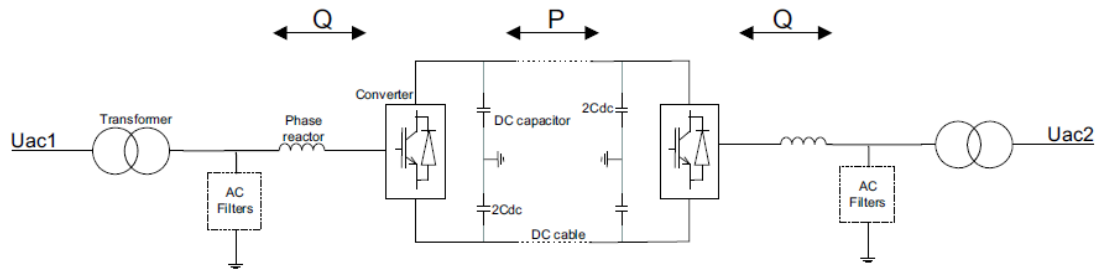 Q
P
Q
Converter
Transformer
Phase
reactor
DC capacitor
2Cdc
Uac1
Uac2
AC
Filters
AC
Filters
2Cdc
DC cable